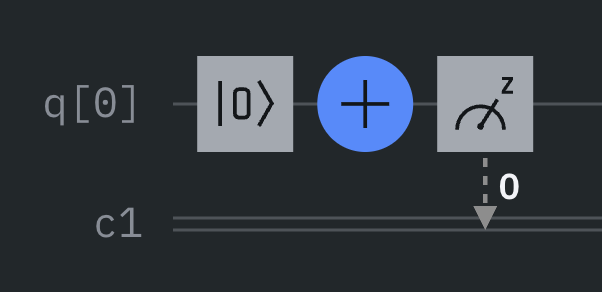 q[0] |0⟩ + z
0
c1